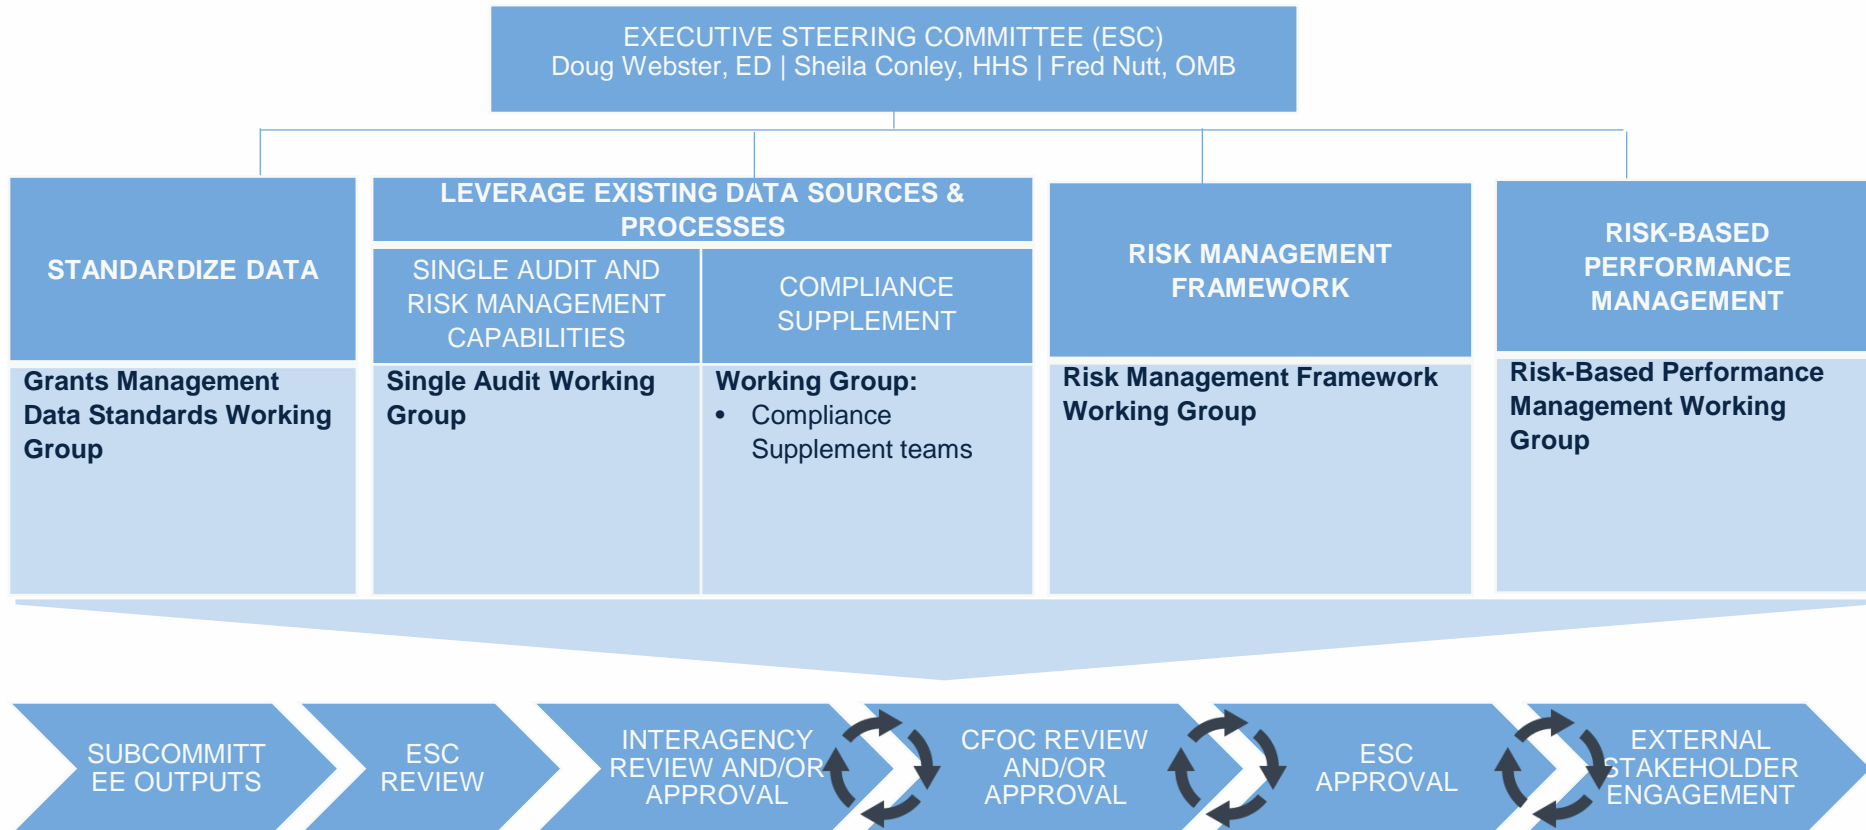 EXECUTIVE STEERING COMMITTEE (ESC)
Doug Webster, ED | Sheila Conley, HHS | Fred Nutt, OMB
STANDARDIZE DATA
LEVERAGE EXISTING DATA SOURCES &
PROCESSES
SINGLE AUDIT AND
RISK MANAGEMENT
CAPABILITIES
COMPLIANCE
SUPPLEMENT
RISK MANAGEMENT
FRAMEWORK
RISK-BASED
PERFORMANCE
MANAGEMENT
Grants Management
Data Standards Working
Group
Single Audit Working
Group
Working Group:
• Compliance
Supplement teams
Risk Management Framework
Working Group
Risk-Based Performance
Management Working
Group
SUBCOMMITT
EE OUTPUTS
ESC
REVIEW
INTERAGENCY
REVIEW AND/OR
APPROVAL
CFOC REVIEW
AND/OR
APPROVAL
ESC
APPROVAL
EXTERNAL
STAKEHOLDER
ENGAGEMENT